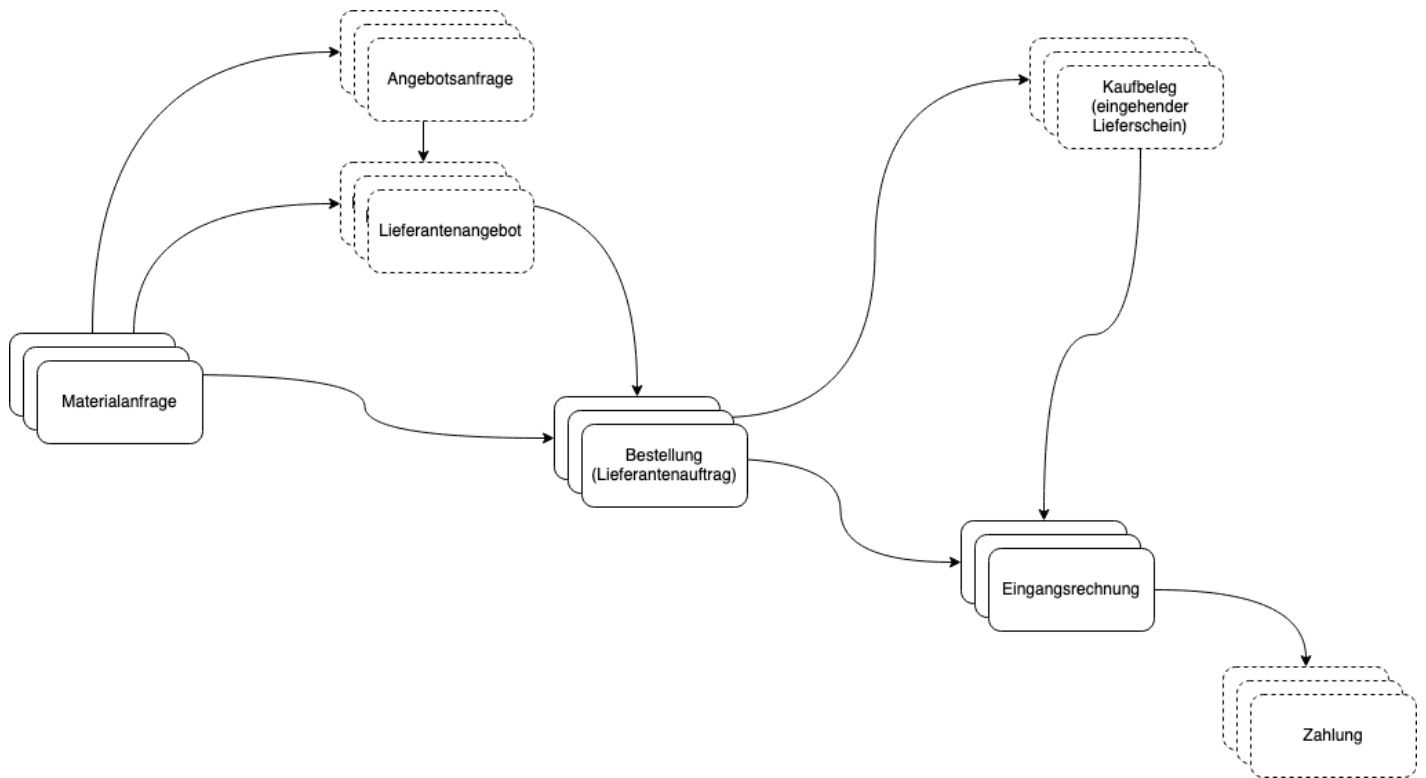 Angebotsanfrage
Kaufbeleg
(eingehender
Lieferschein)
Lieferantenangebot
Materialanfrage
Bestellung
(Lieferantenauftrag)
Eingangsrechnung
Zahlung